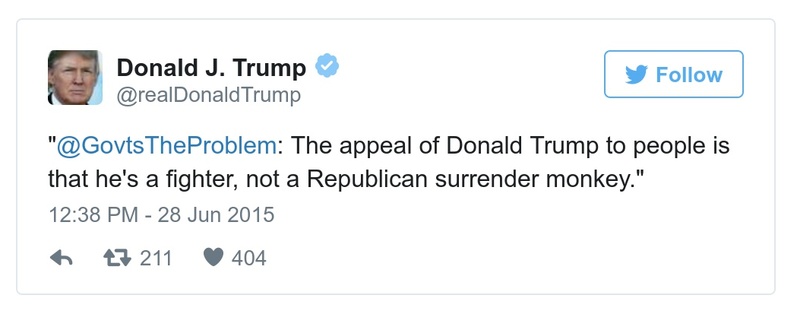 Donald J. Trump
@realDonaldTrump
Follow
"@GovtsTheProblem: The appeal of Donald Trump to people is
that he's a fighter, not a Republican surrender monkey."
12:38 PM - 28 Jun 2015
211 404